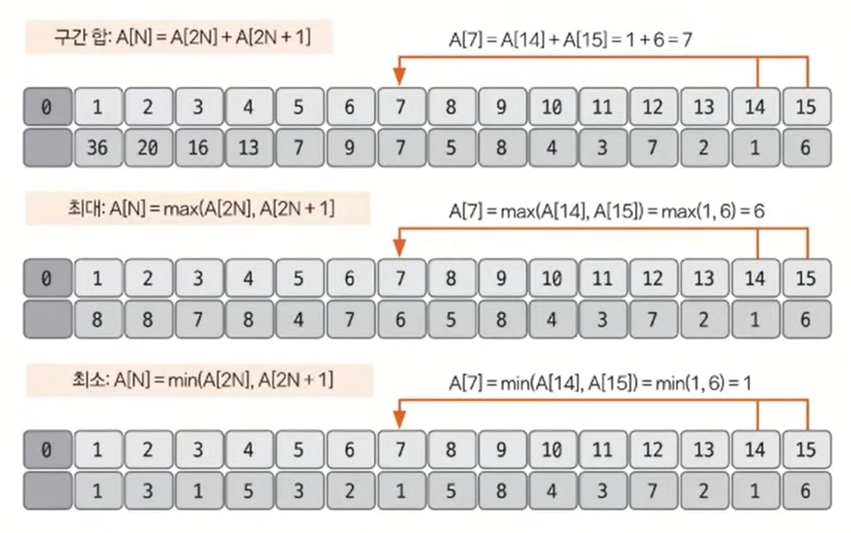 구간 합: A[N] = A[2N] + A[2N + 1]
A[7] = A[14] + A[15] = 1 + 6 = 7
0 1 2 3 4 5 6 7 8 9 10 11 12 13 14 15
36 20 16 13 7 9 7 5 8 4 3 7 2 1 6
최대: A[N] = max(A[2N], A[2N + 1]
A[7] = max(A[14], A[15]) = max(1, 6) = 6
0 1 2 3 4 5 6 7 8 9 10 11 12 13 14 15
8 8 7 8 4 7 6 5 8 4 3 7 2 1 6
최소: A[N] = min(A[2N], A[2N + 1]
A[7] = min(A[14], A[15]) = min(1, 6) = 1
0 1 2 3 4 5 6 7 8 9 10 11 12 13 14 15
1 3 1 5 3 2 1 5 8 4 3 7 2 1 6